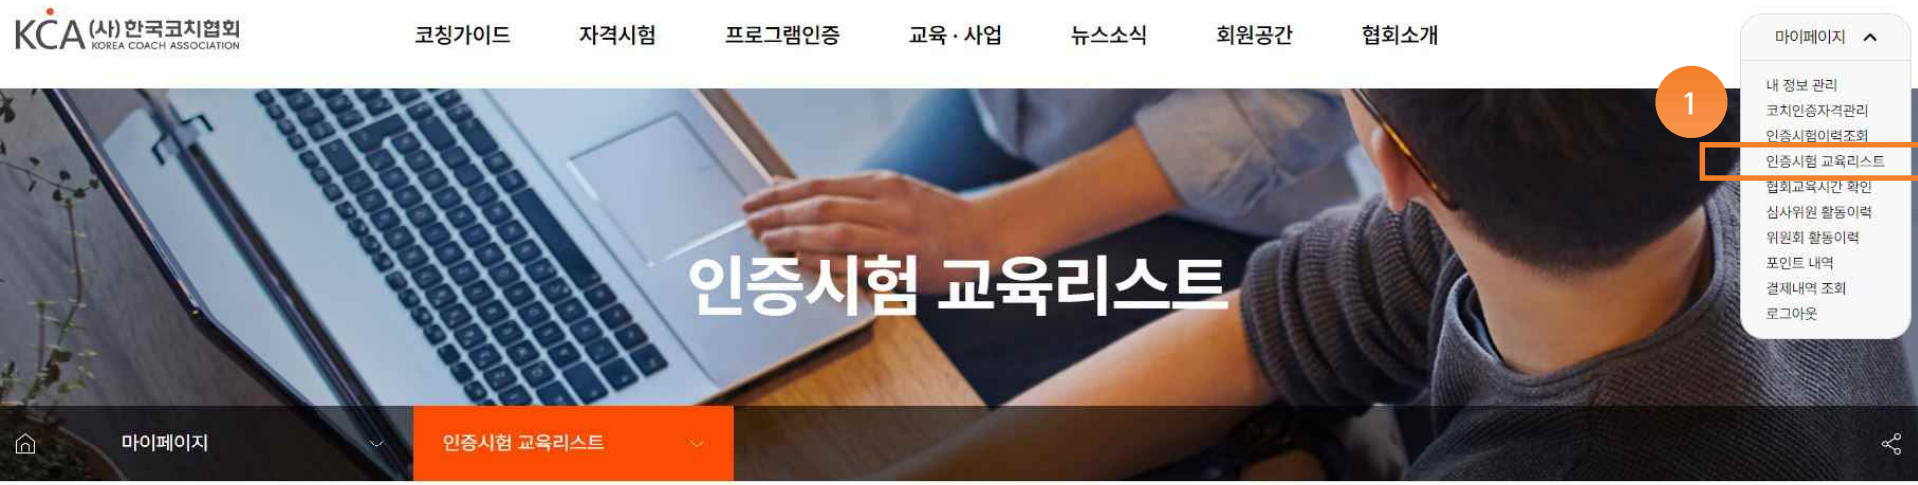 KCA (사)한국코치협회
KOREA COACH ASSOCIATION
코칭가이드
자격시험
프로그램인증
교육 · 사업
뉴스소식
회원공간
협회소개
마이페이지
1
내 정보 관리
코치인증자격관리
인증시험이력조회
인증시험 교육리스트
협회교육시간 확인
심사위원 활동이력
위원회 활동이력
포인트 내역
결제내역 조회
로그아웃
인증시험 교육리스트
마이페이지
인증시험 교육리스트